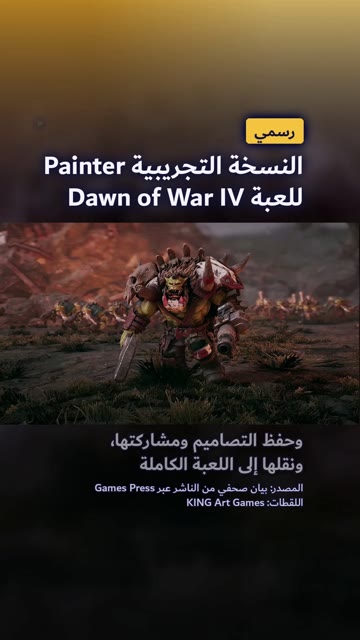 رسمي
النسخة التجريبية Painter
للعبة Dawn of War IV
وحفظ التصاميم ومشاركتها،
ونقلها إلى اللعبة الكاملة
المصدر: بيان صحفي من الناشر عبر Games Press
اللقطات: KING Art Games